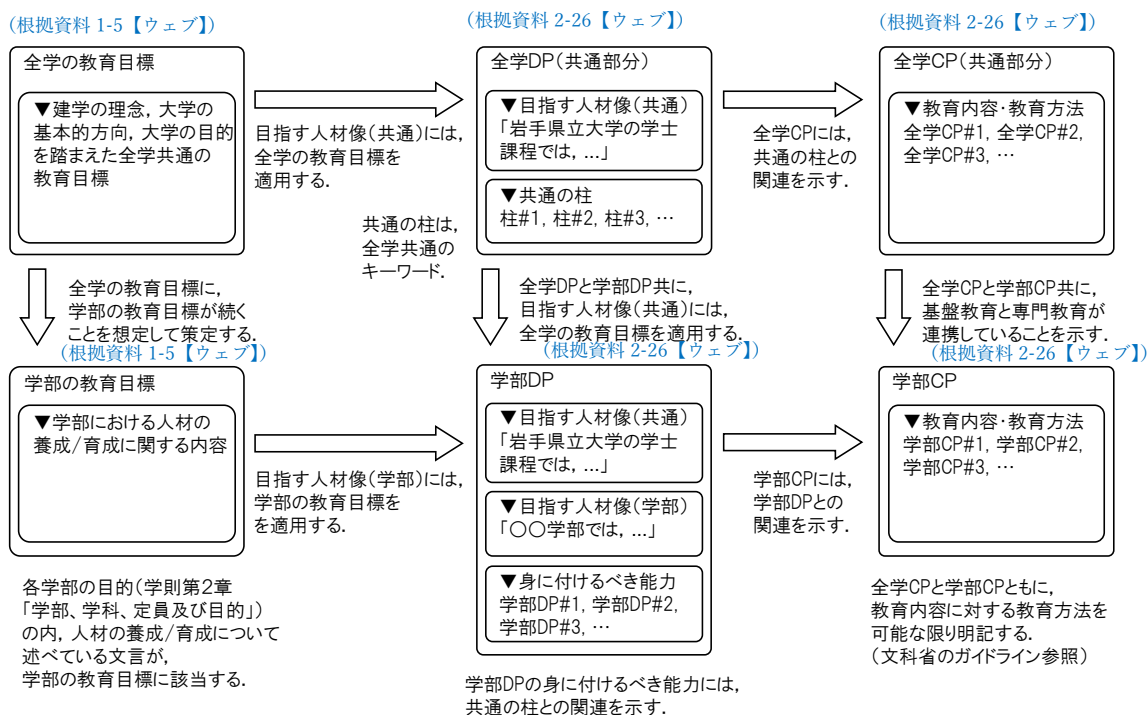 (根拠資料 1-5【ウェブ】)
全学の教育目標
▼建学の理念，大学の
基本的方向，大学の目的
を踏まえた全学共通の
教育目標
目指す人材像（共通）には，
全学の教育目標を
適用する．
(根拠資料 2-26【ウェブ】)
全学DP（共通部分）
▼目指す人材像（共通）
「岩手県立大学の学士
課程では，...」
▼共通の柱
柱#1, 柱#2, 柱#3, …
共通の柱は，
全学共通の
キーワード．
全学CPには，
共通の柱との
関連を示す．
(根拠資料 2-26【ウェブ】)
全学CP（共通部分）
▼教育内容・教育方法
全学CP#1, 全学CP#2,
全学CP#3, …
全学の教育目標に，
学部の教育目標が続く
ことを想定して策定する．
全学DPと学部DP共に，
目指す人材像（共通）には，
全学の教育目標を適用する．
全学CPと学部CP共に，
基盤教育と専門教育が
連携していることを示す．
(根拠資料 1-5【ウェブ】)
学部の教育目標
▼学部における人材の
養成/育成に関する内容
目指す人材像（学部）には，
学部の教育目標を
を適用する．
(根拠資料 2-26【ウェブ】)
学部DP
▼目指す人材像（共通）
「岩手県立大学の学士
課程では，...」
▼目指す人材像（学部）
「○○学部では，...」
▼身に付けるべき能力
学部DP#1, 学部DP#2,
学部DP#3, …
学部CPには，
学部DPとの
関連を示す．
(根拠資料 2-26【ウェブ】)
学部CP
▼教育内容・教育方法
学部CP#1, 学部CP#2,
学部CP#3, …
各学部の目的（学則第２章
「学部、学科、定員及び目的」）
の内，人材の養成/育成について
述べている文言が，
学部の教育目標に該当する．
学部DPの身に付けるべき能力には，
共通の柱との関連を示す．
全学CPと学部CPともに，
教育内容に対する教育方法を
可能な限り明記する．
（文科省のガイドライン参照）